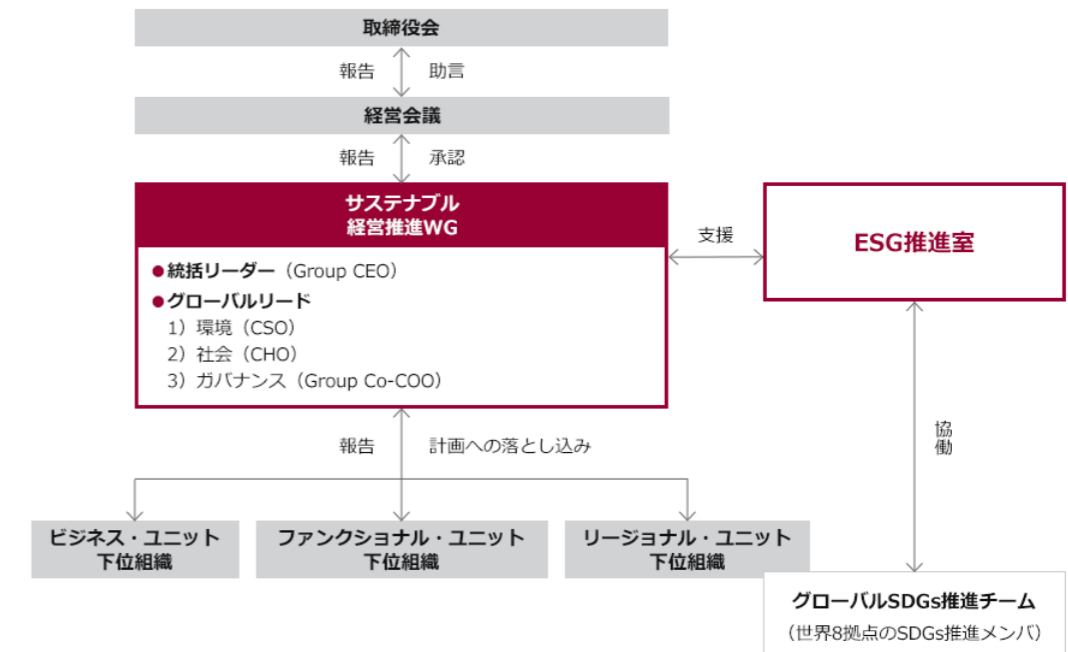 取締役会
報告 助言
経営会議
報告 承認
サステナブル
経営推進WG
●統括リーダー（Group CEO）
●グローバルリード
1）環境（CSO）
2）社会（CHO）
3）ガバナンス（Group Co-COO）
支援
ESG推進室
報告 計画への落とし込み
協働
ビジネス・ユニット
下位組織
ファンクショナル・ユニット
下位組織
リージョナル・ユニット
下位組織
グローバルSDGs推進チーム
（世界8拠点のSDGs推進メンバ）